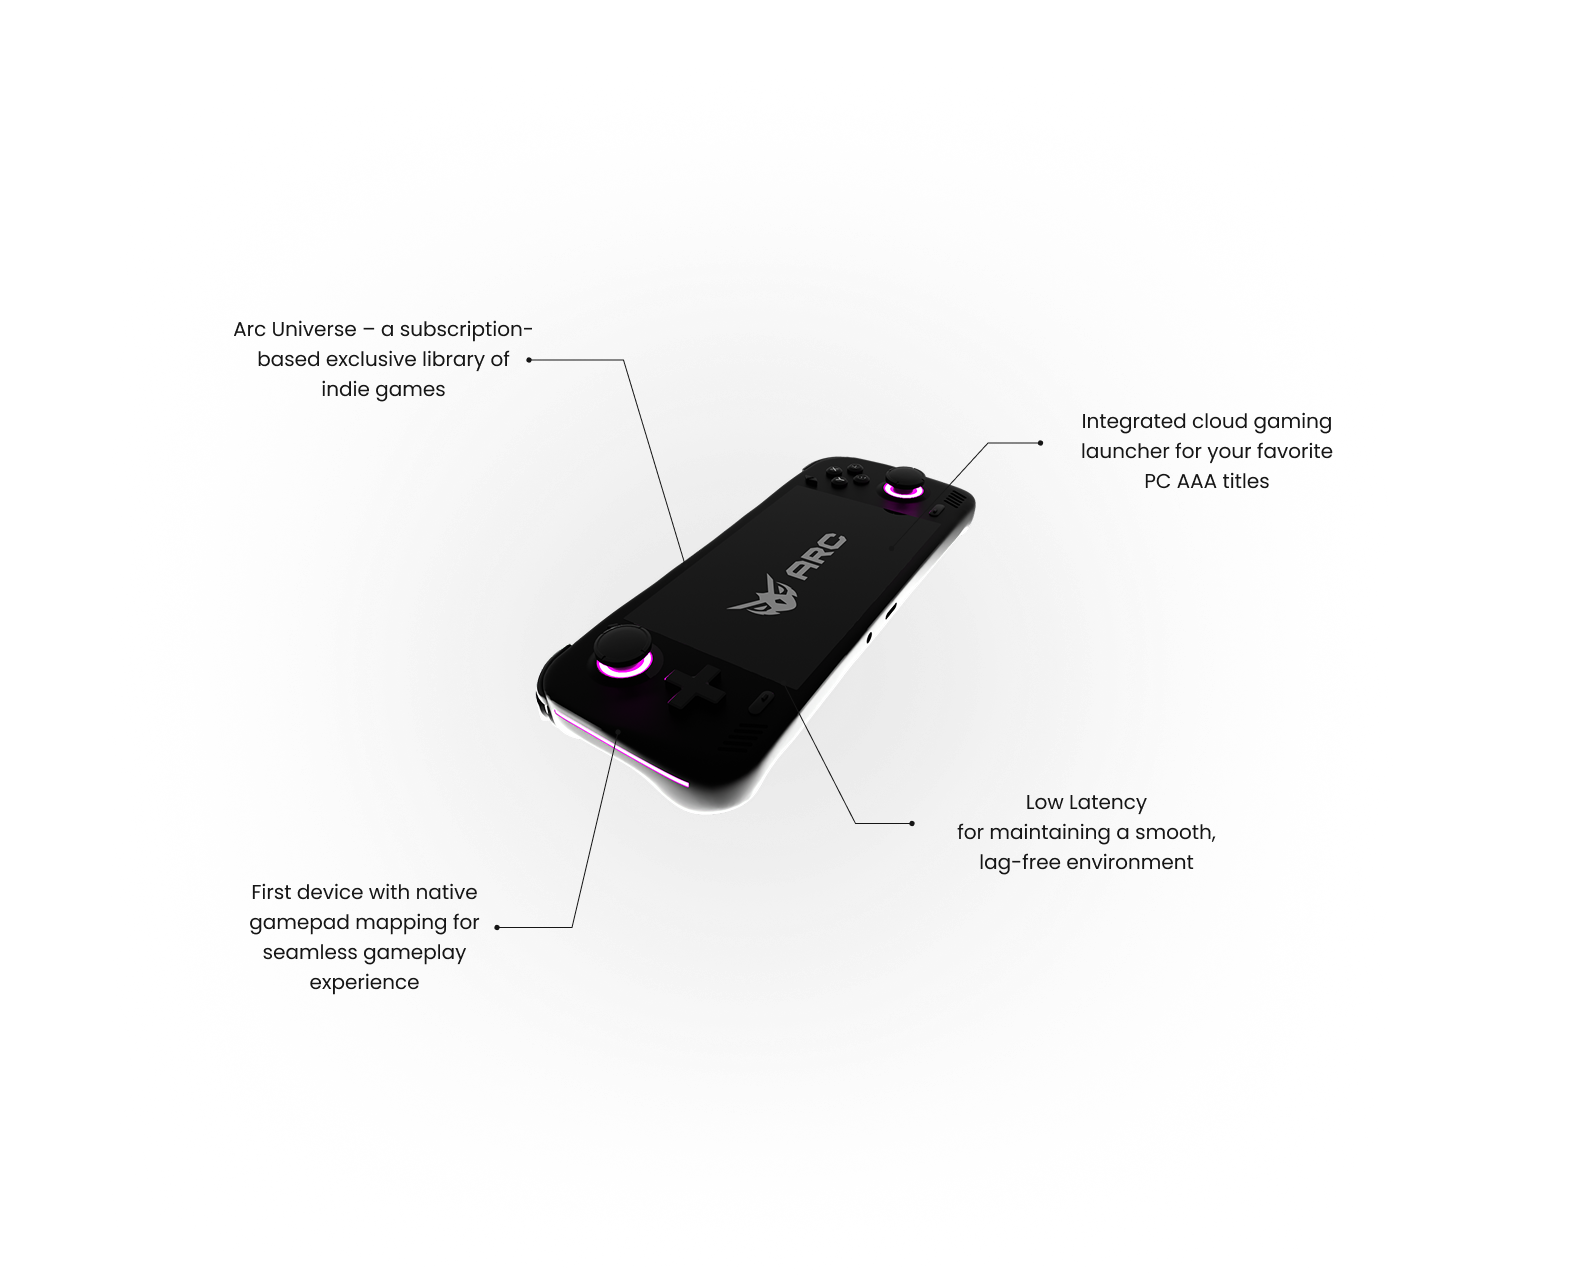 Arc Universe – a subscription-
based exclusive library of
indie games
Integrated cloud gaming
launcher for your favorite
PC AAA titles
ARC
Low Latency
for maintaining a smooth,
lag-free environment
First device with native
gamepad mapping for
seamless gameplay
experience